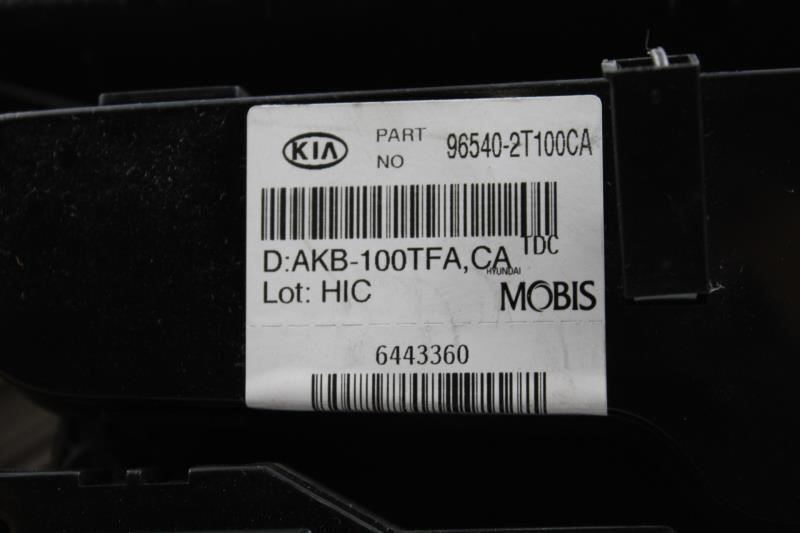 KIA PART NO 96540-2T100CA
TDC
D:AKB-100TFA,CA
HYUNDAI
Lot: HIC MOBIS
6443360